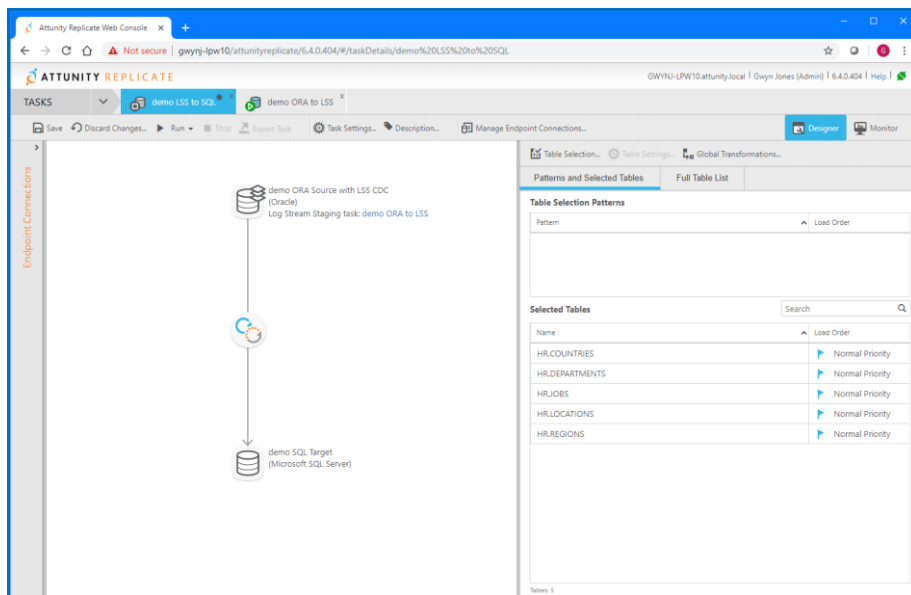 Attunity Replicate Web Console
Not secure | gwynj-lpw10/attunityreplicate/6.4.0.404/#/taskDetails/demo%20LSS%20to%20SQL
G
ATTUNITY REPLICATE
GWYNJ-LPW10.attunity.local | Gwyn Jones (Admin) | 6.4.0.404 | Help |
TASKS
demo LSS to SQL
x
demo ORA to LSS
x
Save
Discard Changes...
Run
Stop
Export Task
Task Settings...
Description...
Manage Endpoint Connections...
Designer
Monitor
Endpoint Connections
demo ORA Source with LSS CDC
(Oracle)
Log Stream Staging task: demo ORA to LSS
demo SQL Target
(Microsoft SQL Server)
Table Selection...
Table Settings...
Global Transformations...
Patterns and Selected Tables
Full Table List
Table Selection Patterns
Pattern
Load Order
Selected Tables
Search
Name
Load Order
HR.COUNTRIES
Normal Priority
HR.DEPARTMENTS
Normal Priority
HR.JOBS
Normal Priority
HR.LOCATIONS
Normal Priority
HR.REGIONS
Normal Priority
Tables: 5